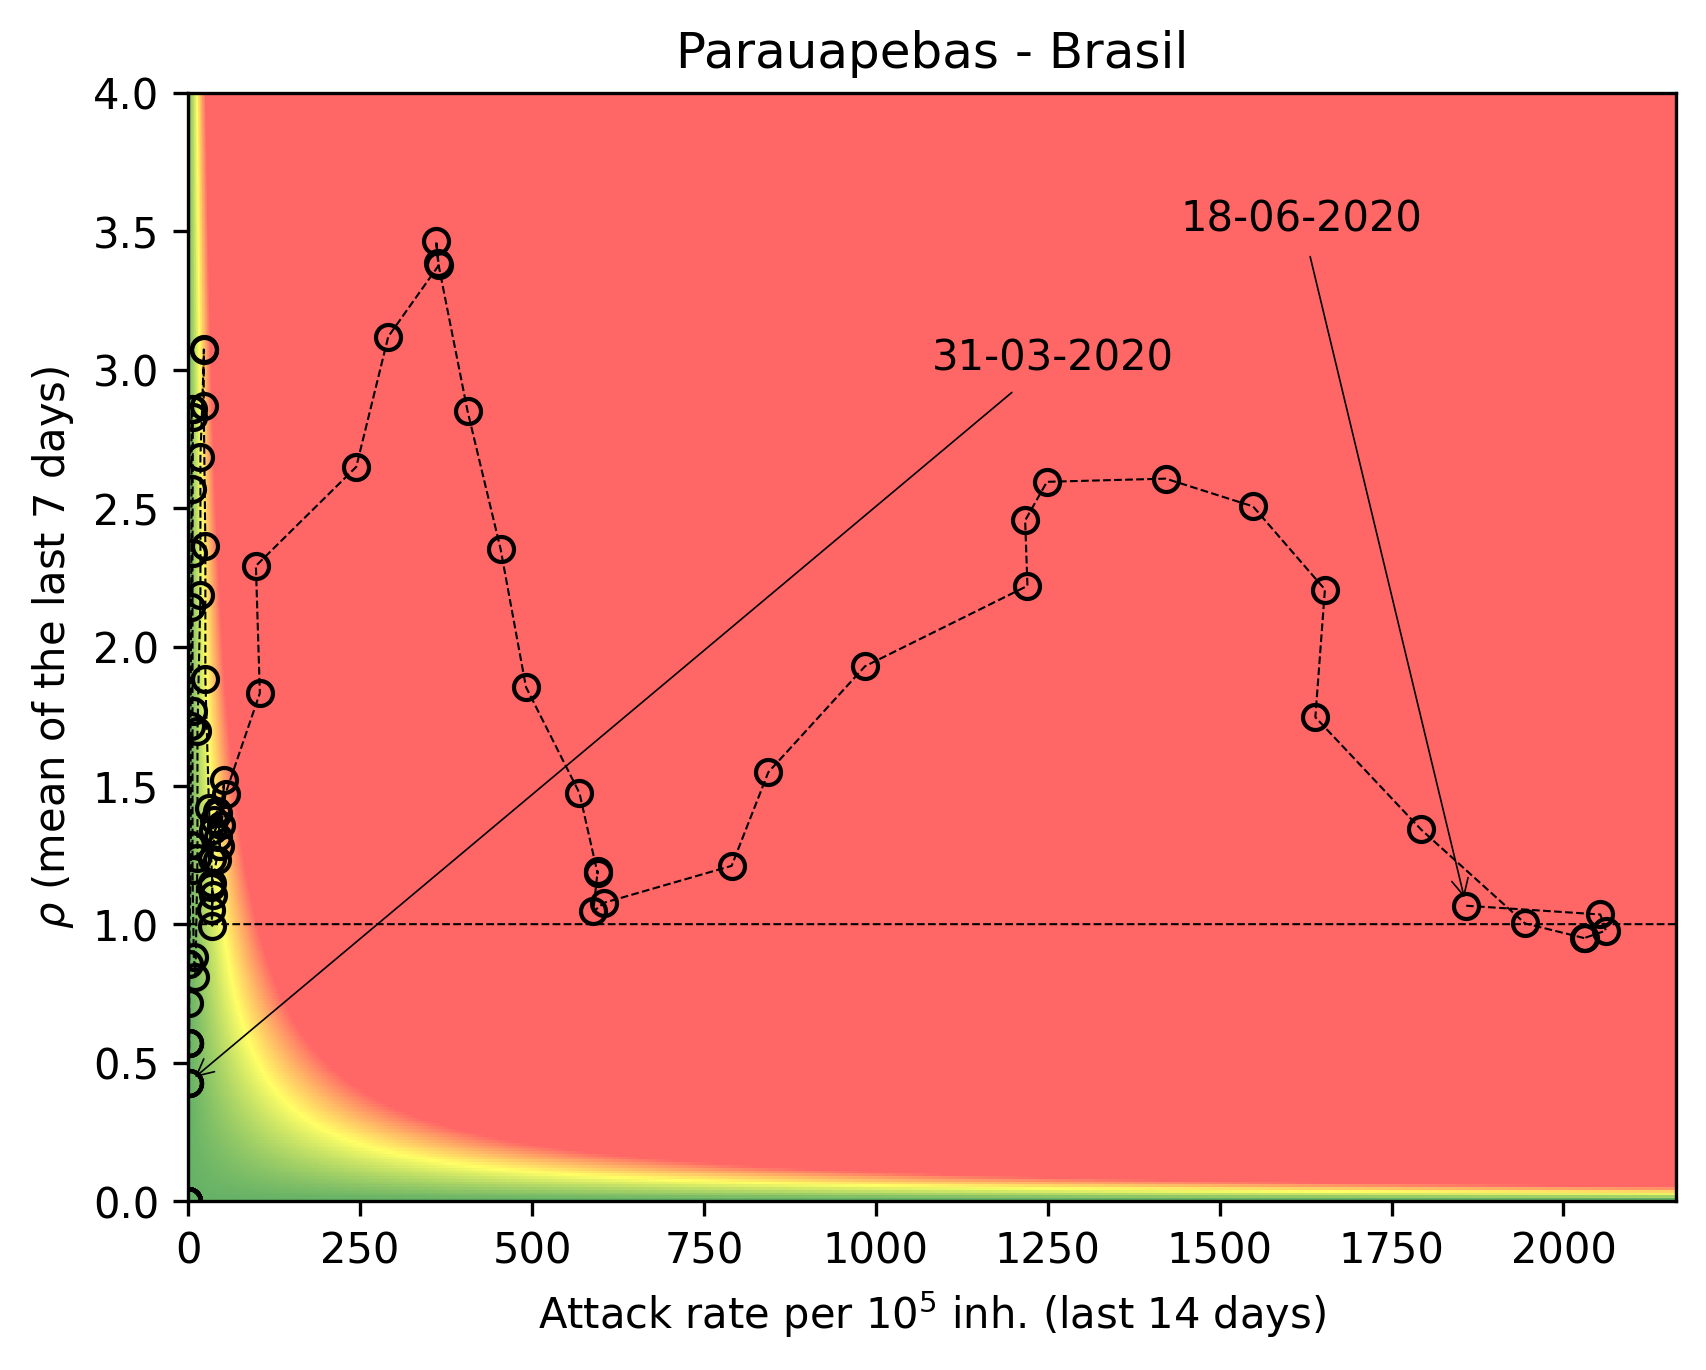 Parauapebas - Brasil
4.0
3.5
3.0
2.5
2.0
1.5
1.0
0.5
0.0
ρ (mean of the last 7 days)
18-06-2020
31-03-2020
0 250 500 750 1000 1250 1500 1750 2000
Attack rate per 10⁵ inh. (last 14 days)